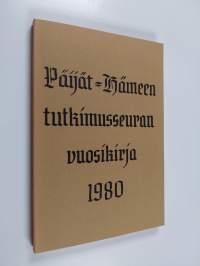 Päijät-Hämeen
tutkimusseuran
vuosikirja
1980